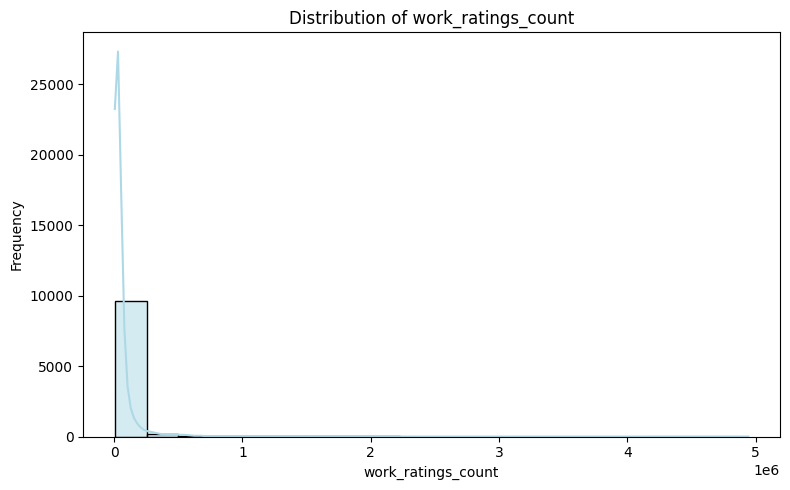 Distribution of work_ratings_count
Frequency
25000
20000
15000
10000
5000
0
0 1 2 3 4 5
1e6
work_ratings_count